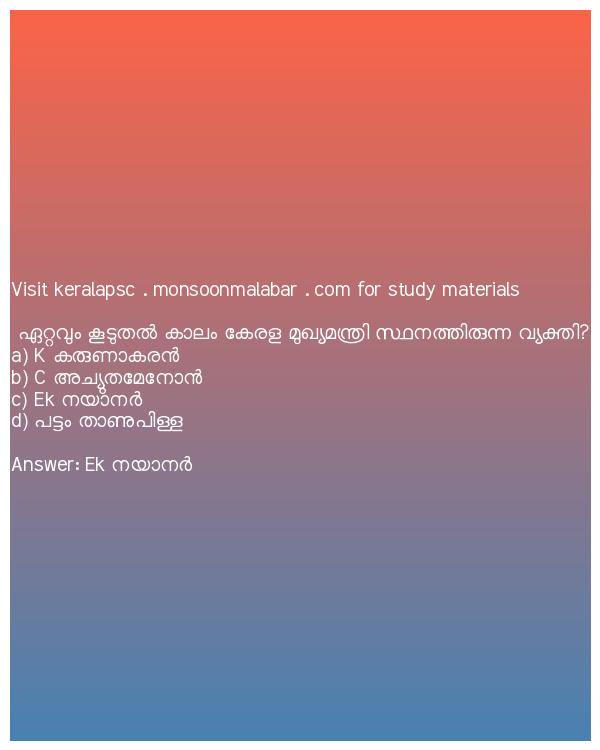 Visit keralapsc . monsoonmalabar . com for study materials
ഏറ്റവും കൂടുതൽ കാലം കേരള മുഖ്യമന്ത്രി സ്ഥനത്തിരുന്ന വ്യക്തി?
a) K കരുണാകരൻ
b) C അച്യുതമേനോൻ
c) Ek നയാനർ
d) പട്ടം താണുപിള്ള
Answer: Ek നയാനർ